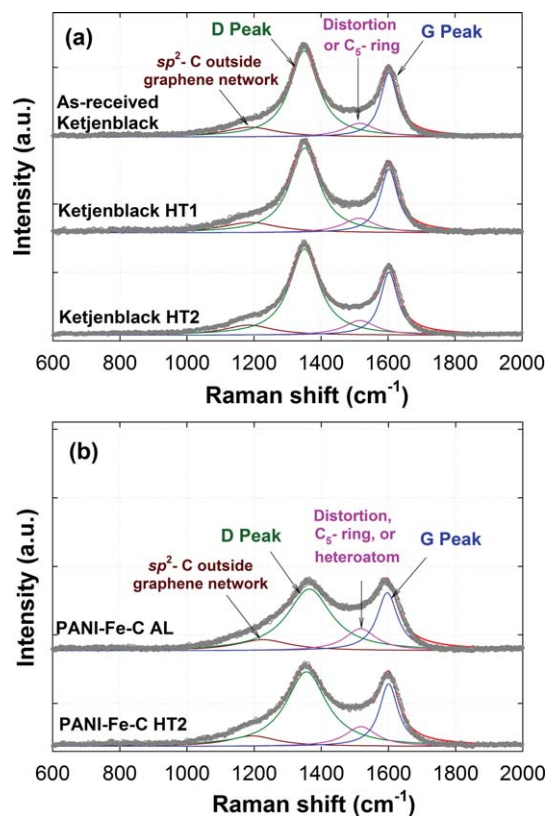 (a)
D Peak
Distortion
or C₅- ring
G Peak
sp²- C outside
graphene network
As-received
Ketjenblack
Ketjenblack HT1
Ketjenblack HT2
Intensity (a.u.)
600 800 1000 1200 1400 1600 1800 2000
Raman shift (cm⁻¹)
(b)
Distortion,
C₅- ring, or
heteroatom
D Peak
G Peak
sp²- C outside
graphene network
PANI-Fe-C AL
PANI-Fe-C HT2
Intensity (a.u.)
600 800 1000 1200 1400 1600 1800 2000
Raman shift (cm⁻¹)